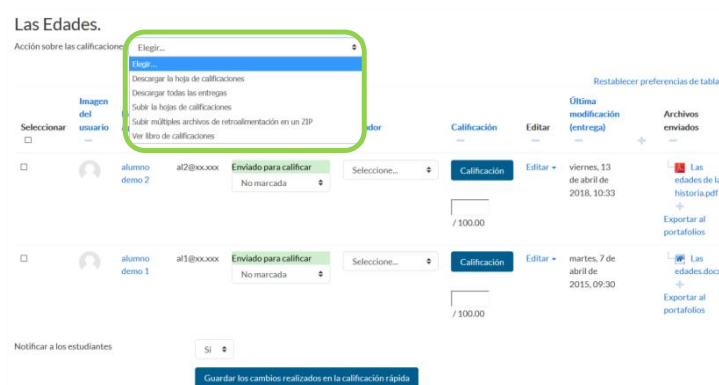 Las Edades.
Acción sobre las calificacione
Elegir...
Elegir...
Descargar la hoja de calificaciones
Descargar todas las entregas
Subir la hojas de calificaciones
Subir múltiples archivos de retroalimentación en un ZIP
Ver libro de calificaciones
Restablecer preferencias de tabla
Seleccionar
Imagen del usuario
Calificación
Editar
Última modificación (entrega)
Archivos enviados
alumno demo 2
al2@xx.xxx
Enviado para calificar
No marcada
Seleccione...
Calificación
/ 100.00
Editar
viernes, 13 de abril de 2018, 10:33
Las edades de la historia.pdf
Exportar al portafolios
alumno demo 1
al1@xx.xxx
Enviado para calificar
No marcada
Seleccione...
Calificación
/ 100.00
Editar
martes, 7 de abril de 2015, 09:30
Las edades.docx
Exportar al portafolios
Notificar a los estudiantes
Sí
Guardar los cambios realizados en la calificación rápida